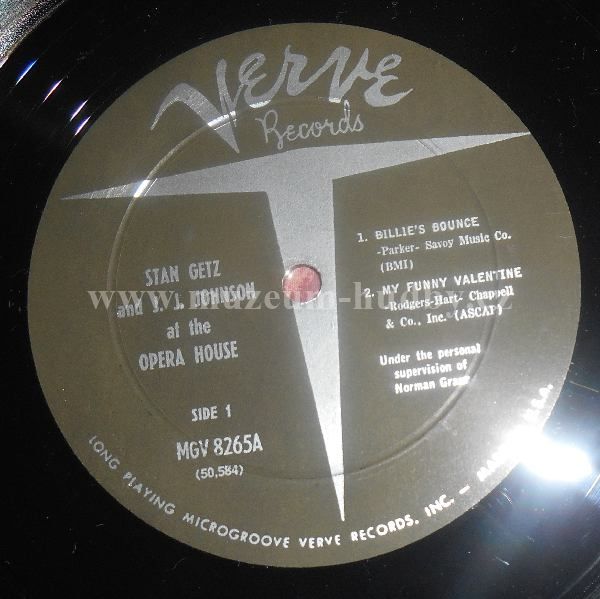 Verve
Records
STAN GETZ
and J. J. JOHNSON
at the
OPERA HOUSE
SIDE 1
MGV 8265A
(50,584)
1. BILLIE'S BOUNCE
-Parker- Savoy Music Co.
(BMI)
2. MY FUNNY VALENTINE
-Rodgers-Hart- Chappell
& Co., Inc. (ASCAP)
Under the personal
supervision of
Norman Granz
LONG PLAYING MICROGROOVE VERVE RECORDS, INC. – U.S.A.